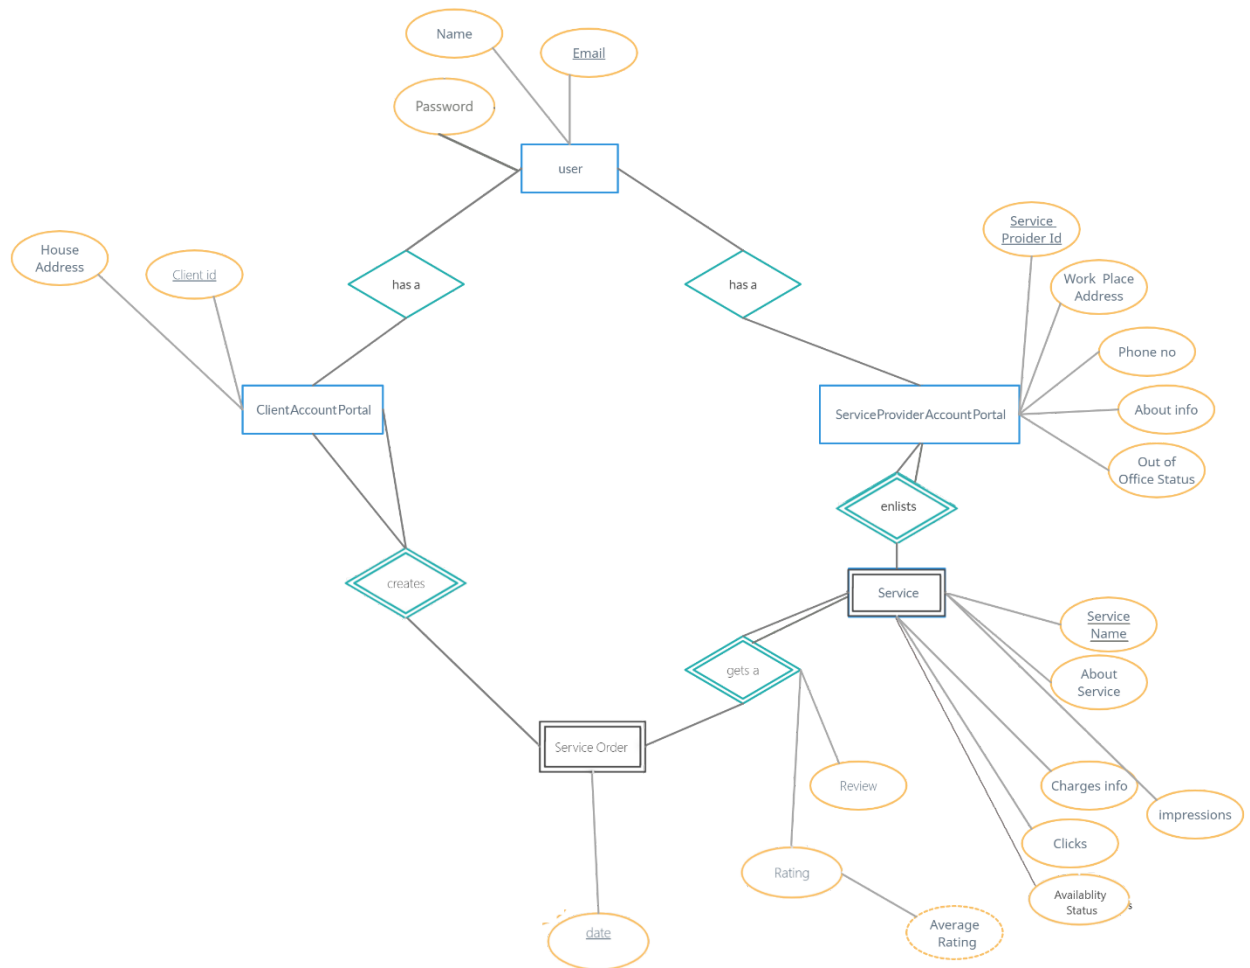 Name
Email
Password
user
Service
Proider Id
House
Address
Client id
has a
has a
Work Place
Address
Phone no
ClientAccountPortal
ServiceProviderAccountPortal
About info
Out of
Office Status
enlists
creates
Service
Service
Name
gets a
About
Service
Service Order
Review
Charges info
impressions
Clicks
Rating
Availablity
Status
s
date
Average
Rating